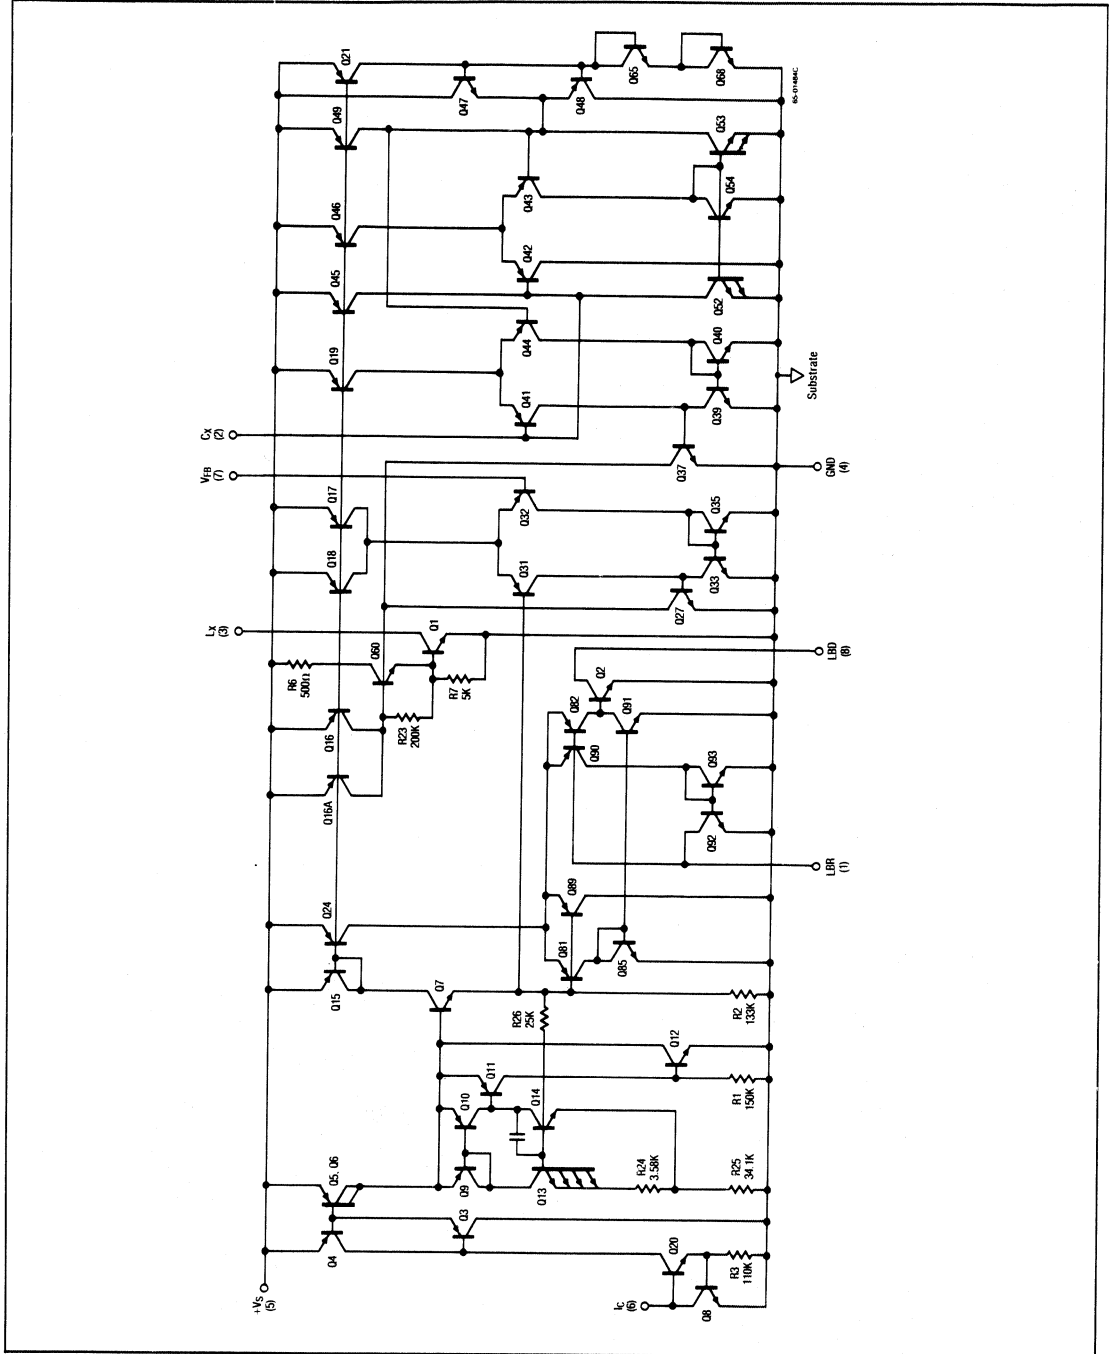 LX
(3)
VFB
(7)
CX
(2)
+VS
(5)
R6
500Ω
Q4
Q5, Q6
Q15
Q24
Q16A
Q16
Q18
Q17
Q19
Q45
Q46
Q49
Q21
Q60
R23
200K
Q7
Q1
R7
5K
Q47
Q3
Q9
Q10
Q11
R26
25K
Q13
Q14
Q31
Q32
Q41
Q44
Q42
Q43
Q48
Q65
Q68
Q81
Q89
Q90
Q82
Q2
Q85
Q91
IC
(6)
Q20
R24
3.58K
Q12
Q27
Q37
Q8
R3
110K
R25
34.1K
R1
150K
R2
133K
Q92
Q93
Q33
Q35
Q39
Q40
Q52
Q54
Q53
65-01484C
LBR
(1)
LBD
(8)
GND
(4)
Substrate